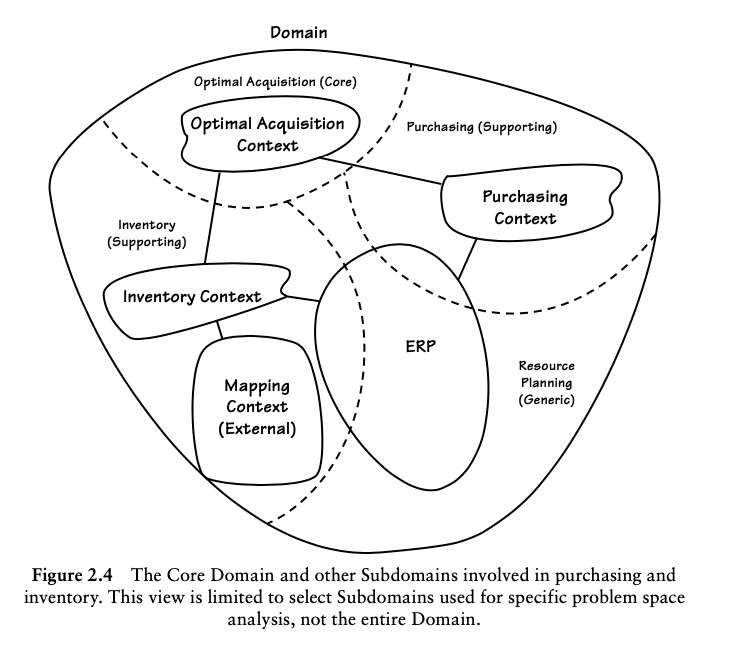 Domain
Optimal Acquisition (Core)
Optimal Acquisition
Context
Purchasing (Supporting)
Purchasing
Context
Inventory
(Supporting)
Inventory Context
ERP
Resource
Planning
(Generic)
Mapping
Context
(External)
Figure 2.4 The Core Domain and other Subdomains involved in purchasing and
inventory. This view is limited to select Subdomains used for specific problem space
analysis, not the entire Domain.